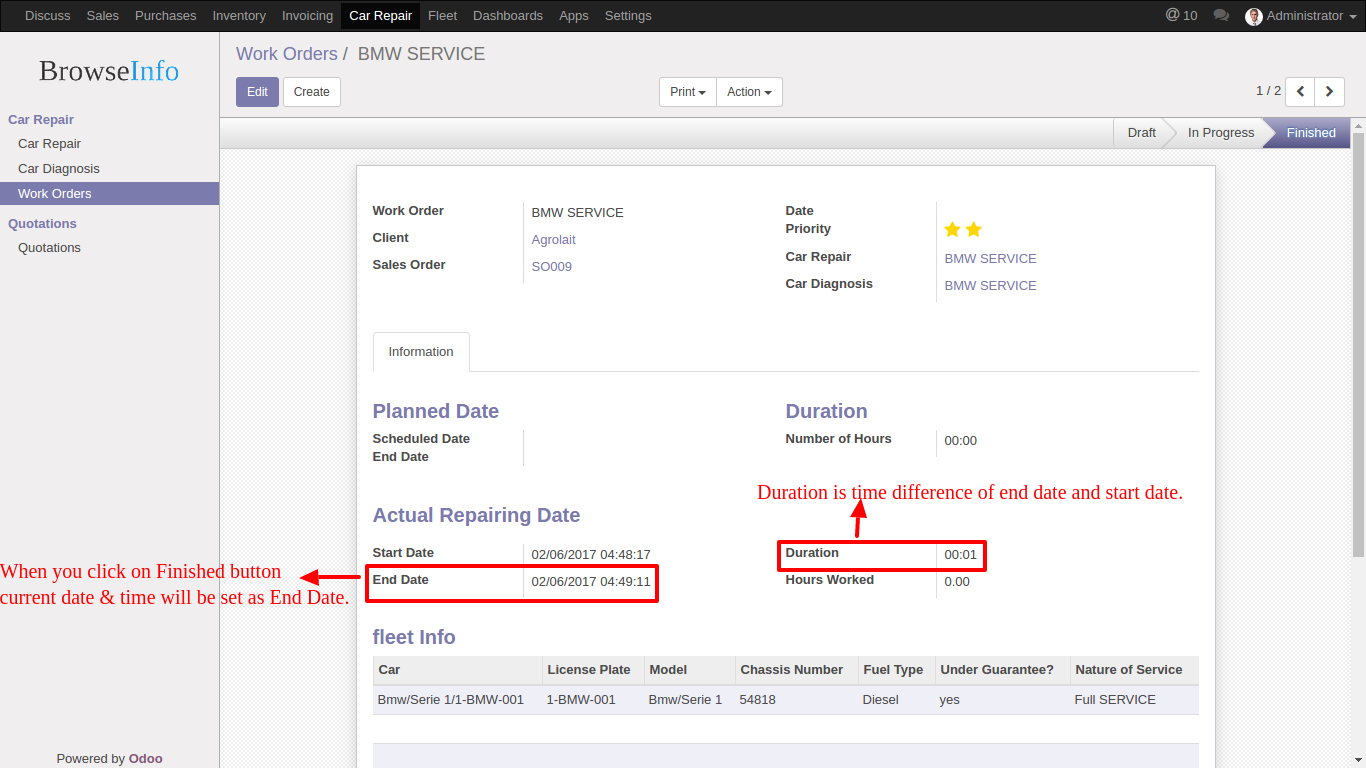 Discuss Sales Purchases Inventory Invoicing Car Repair Fleet Dashboards Apps Settings @ 10 Administrator
BrowseInfo
Work Orders / BMW SERVICE
Edit Create Print Action 1 / 2
Car Repair
Car Repair
Car Diagnosis
Work Orders
Quotations
Quotations
Powered by Odoo
Draft In Progress Finished
Work Order BMW SERVICE
Client Agrolait
Sales Order SO009
Date
Priority
Car Repair BMW SERVICE
Car Diagnosis BMW SERVICE
Information
Planned Date
Scheduled Date
End Date
Duration
Number of Hours 00:00
Duration is time difference of end date and start date.
Actual Repairing Date
Start Date 02/06/2017 04:48:17
End Date 02/06/2017 04:49:11
Duration 00:01
Hours Worked 0.00
When you click on Finished button
current date & time will be set as End Date.
fleet Info
Car License Plate Model Chassis Number Fuel Type Under Guarantee? Nature of Service
Bmw/Serie 1/1-BMW-001 1-BMW-001 Bmw/Serie 1 54818 Diesel yes Full SERVICE